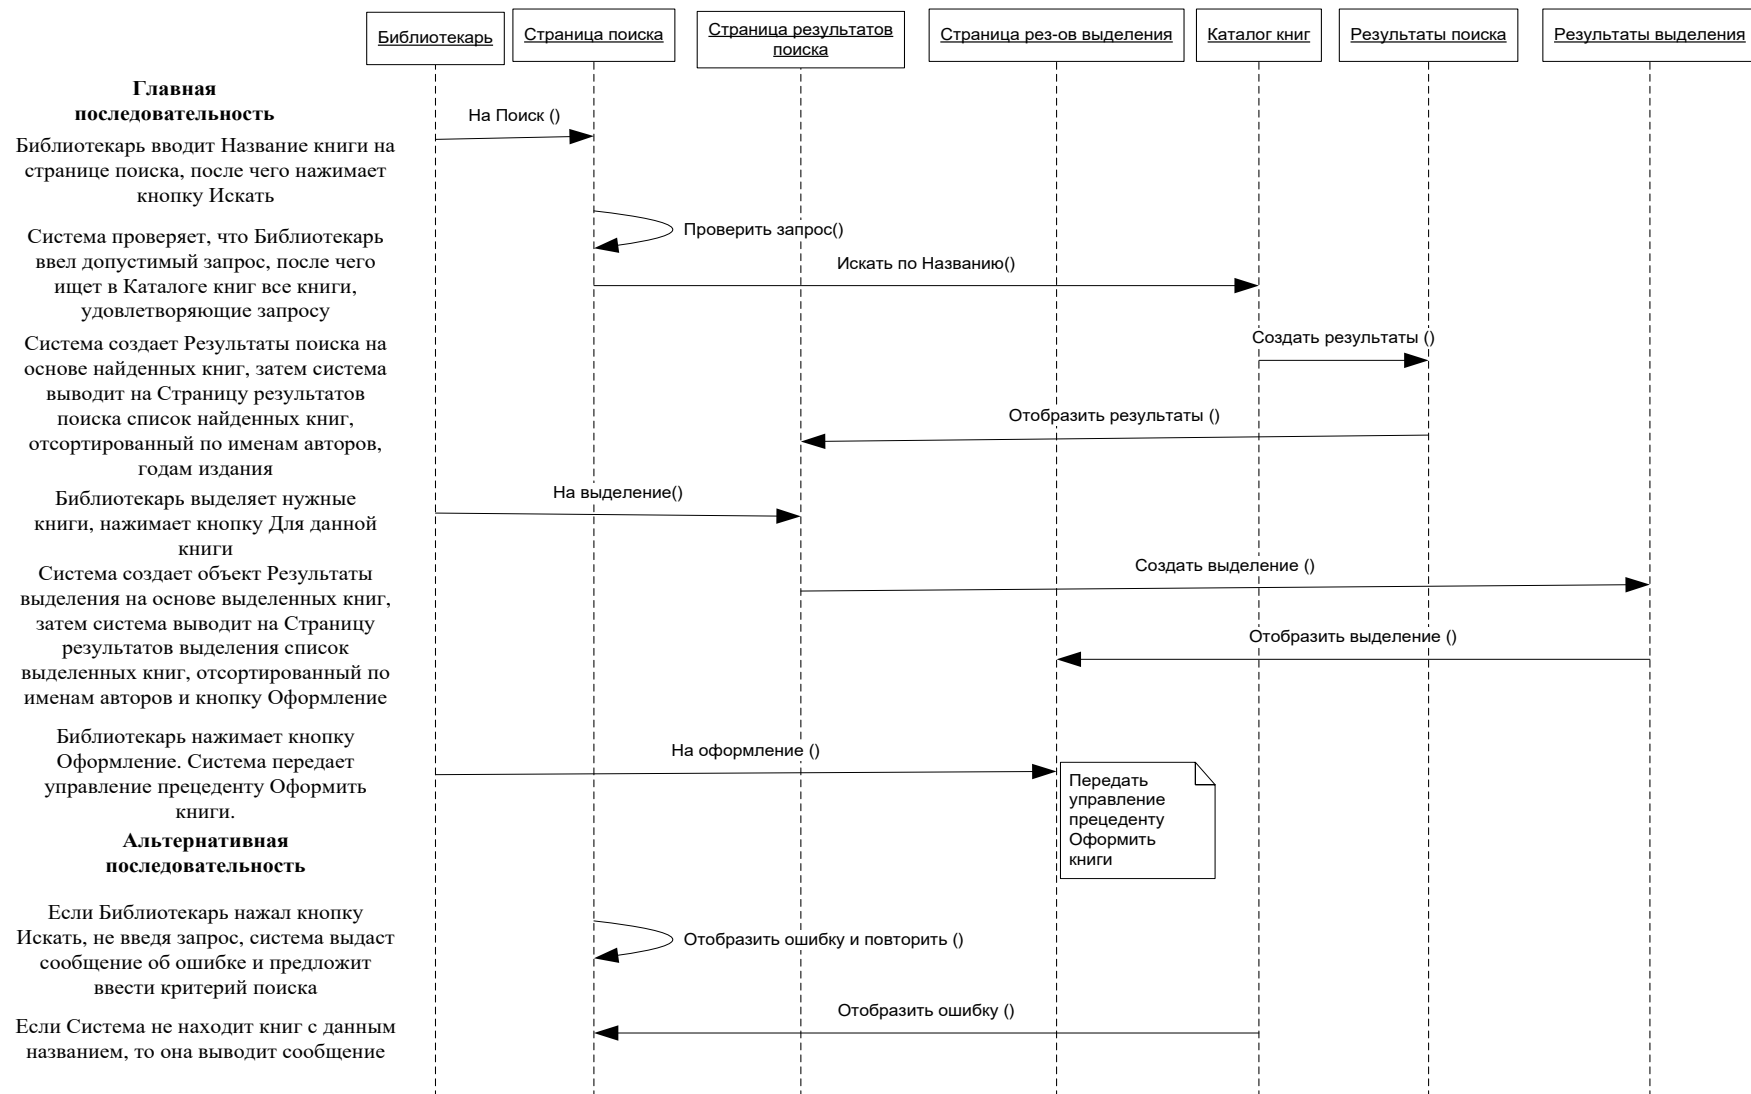 Библиотекарь
Страница поиска
Страница результатов
поиска
Страница рез-ов выделения
Каталог книг
Результаты поиска
Результаты выделения
Главная
последовательность
На Поиск ()
Библиотекарь вводит Название книги на
странице поиска, после чего нажимает
кнопку Искать
Проверить запрос()
Система проверяет, что Библиотекарь
ввел допустимый запрос, после чего
ищет в Каталоге книг все книги,
удовлетворяющие запросу
Искать по Названию()
Создать результаты ()
Система создает Результаты поиска на
основе найденных книг, затем система
выводит на Страницу результатов
поиска список найденных книг,
отсортированный по именам авторов,
годам издания
Отобразить результаты ()
На выделение()
Библиотекарь выделяет нужные
книги, нажимает кнопку Для данной
книги
Создать выделение ()
Система создает объект Результаты
выделения на основе выделенных книг,
затем система выводит на Страницу
результатов выделения список
выделенных книг, отсортированный по
именам авторов и кнопку Оформление
Отобразить выделение ()
Библиотекарь нажимает кнопку
Оформление. Система передает
управление прецеденту Оформить
книги.
На оформление ()
Передать
управление
прецеденту
Оформить
книги
Альтернативная
последовательность
Если Библиотекарь нажал кнопку
Искать, не введя запрос, система выдаст
сообщение об ошибке и предложит
ввести критерий поиска
Отобразить ошибку и повторить ()
Отобразить ошибку ()
Если Система не находит книг с данным
названием, то она выводит сообщение